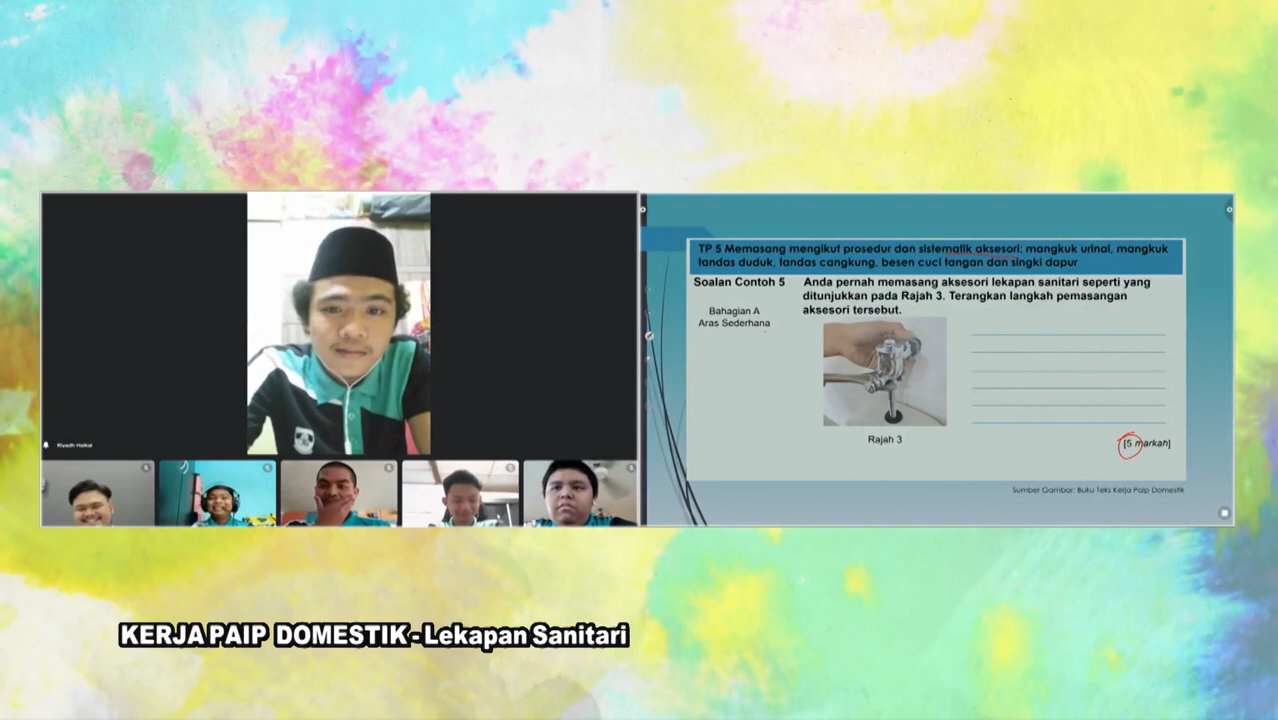 Riyadh Haikal
TP 5 Memasang mengikut prosedur dan sistematik aksesori: mangkuk urinal, mangkuk
tandas duduk, tandas cangkung, besen cuci tangan dan singki dapur
Soalan Contoh 5
Anda pernah memasang aksesori lekapan sanitari seperti yang
ditunjukkan pada Rajah 3. Terangkan langkah pemasangan
aksesori tersebut.
Bahagian A
Aras Sederhana
Rajah 3
[5 markah]
Sumber Gambar: Buku Teks Kerja Paip Domestik
KERJA PAIP DOMESTIK - Lekapan Sanitari